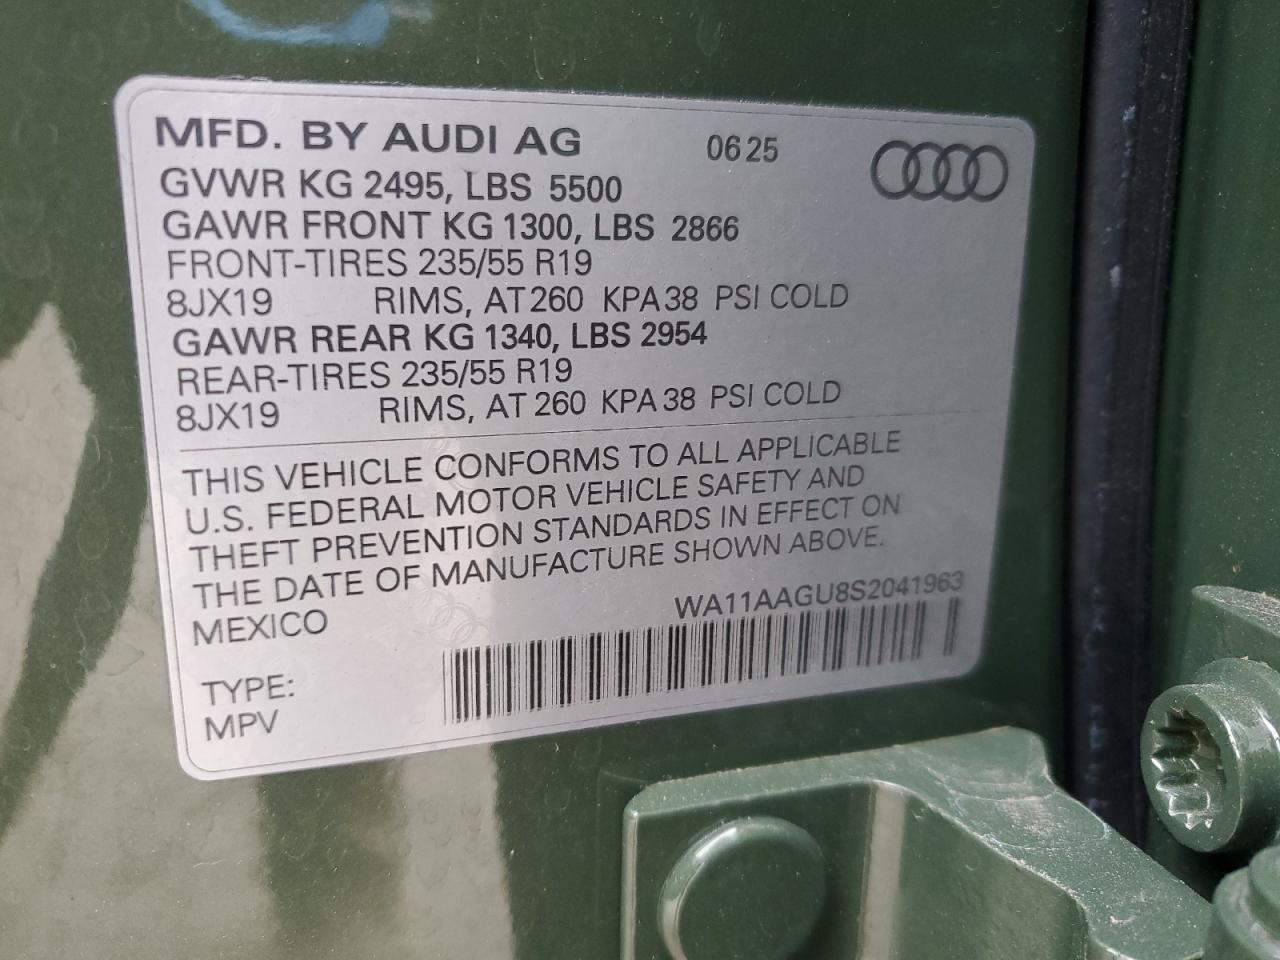 MFD. BY AUDI AG 0625
GVWR KG 2495, LBS 5500
GAWR FRONT KG 1300, LBS 2866
FRONT-TIRES 235/55 R19
8JX19 RIMS, AT 260 KPA 38 PSI COLD
GAWR REAR KG 1340, LBS 2954
REAR-TIRES 235/55 R19
8JX19 RIMS, AT 260 KPA 38 PSI COLD
THIS VEHICLE CONFORMS TO ALL APPLICABLE
U.S. FEDERAL MOTOR VEHICLE SAFETY AND
THEFT PREVENTION STANDARDS IN EFFECT ON
THE DATE OF MANUFACTURE SHOWN ABOVE.
MEXICO WA11AAGU8S2041963
TYPE:
MPV